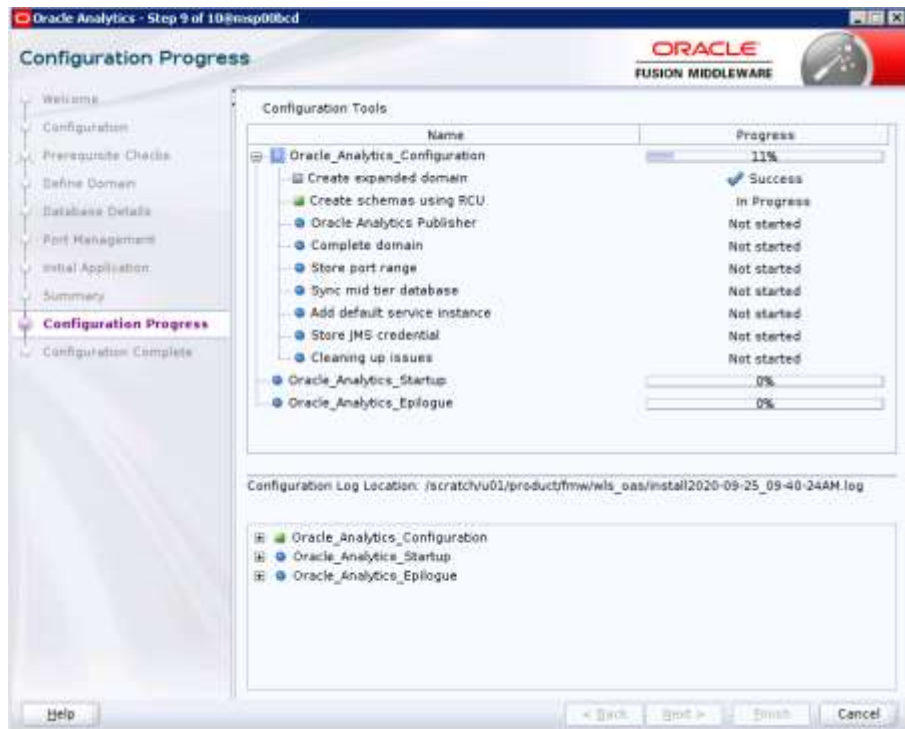 Oracle Analytics - Step 9 of 10@msp00bcd
Configuration Progress
ORACLE
FUSION MIDDLEWARE
Welcome
Configuration
Prerequisite Checks
Define Domain
Database Details
Port Management
Initial Application
Summary
Configuration Progress
Configuration Complete
Configuration Tools
Name Progress
Oracle_Analytics_Configuration 11%
Create expanded domain Success
Create schemas using RCU In Progress
Oracle Analytics Publisher Not started
Complete domain Not started
Store port range Not started
Sync mid tier database Not started
Add default service instance Not started
Store JMS credential Not started
Cleaning up issues Not started
Oracle_Analytics_Startup 0%
Oracle_Analytics_Epilogue 0%
Configuration Log Location: /scratch/u01/product/fmw/wls_oas/install2020-09-25_09-40-24AM.log
Oracle_Analytics_Configuration
Oracle_Analytics_Startup
Oracle_Analytics_Epilogue
Help < Back Next > Finish Cancel